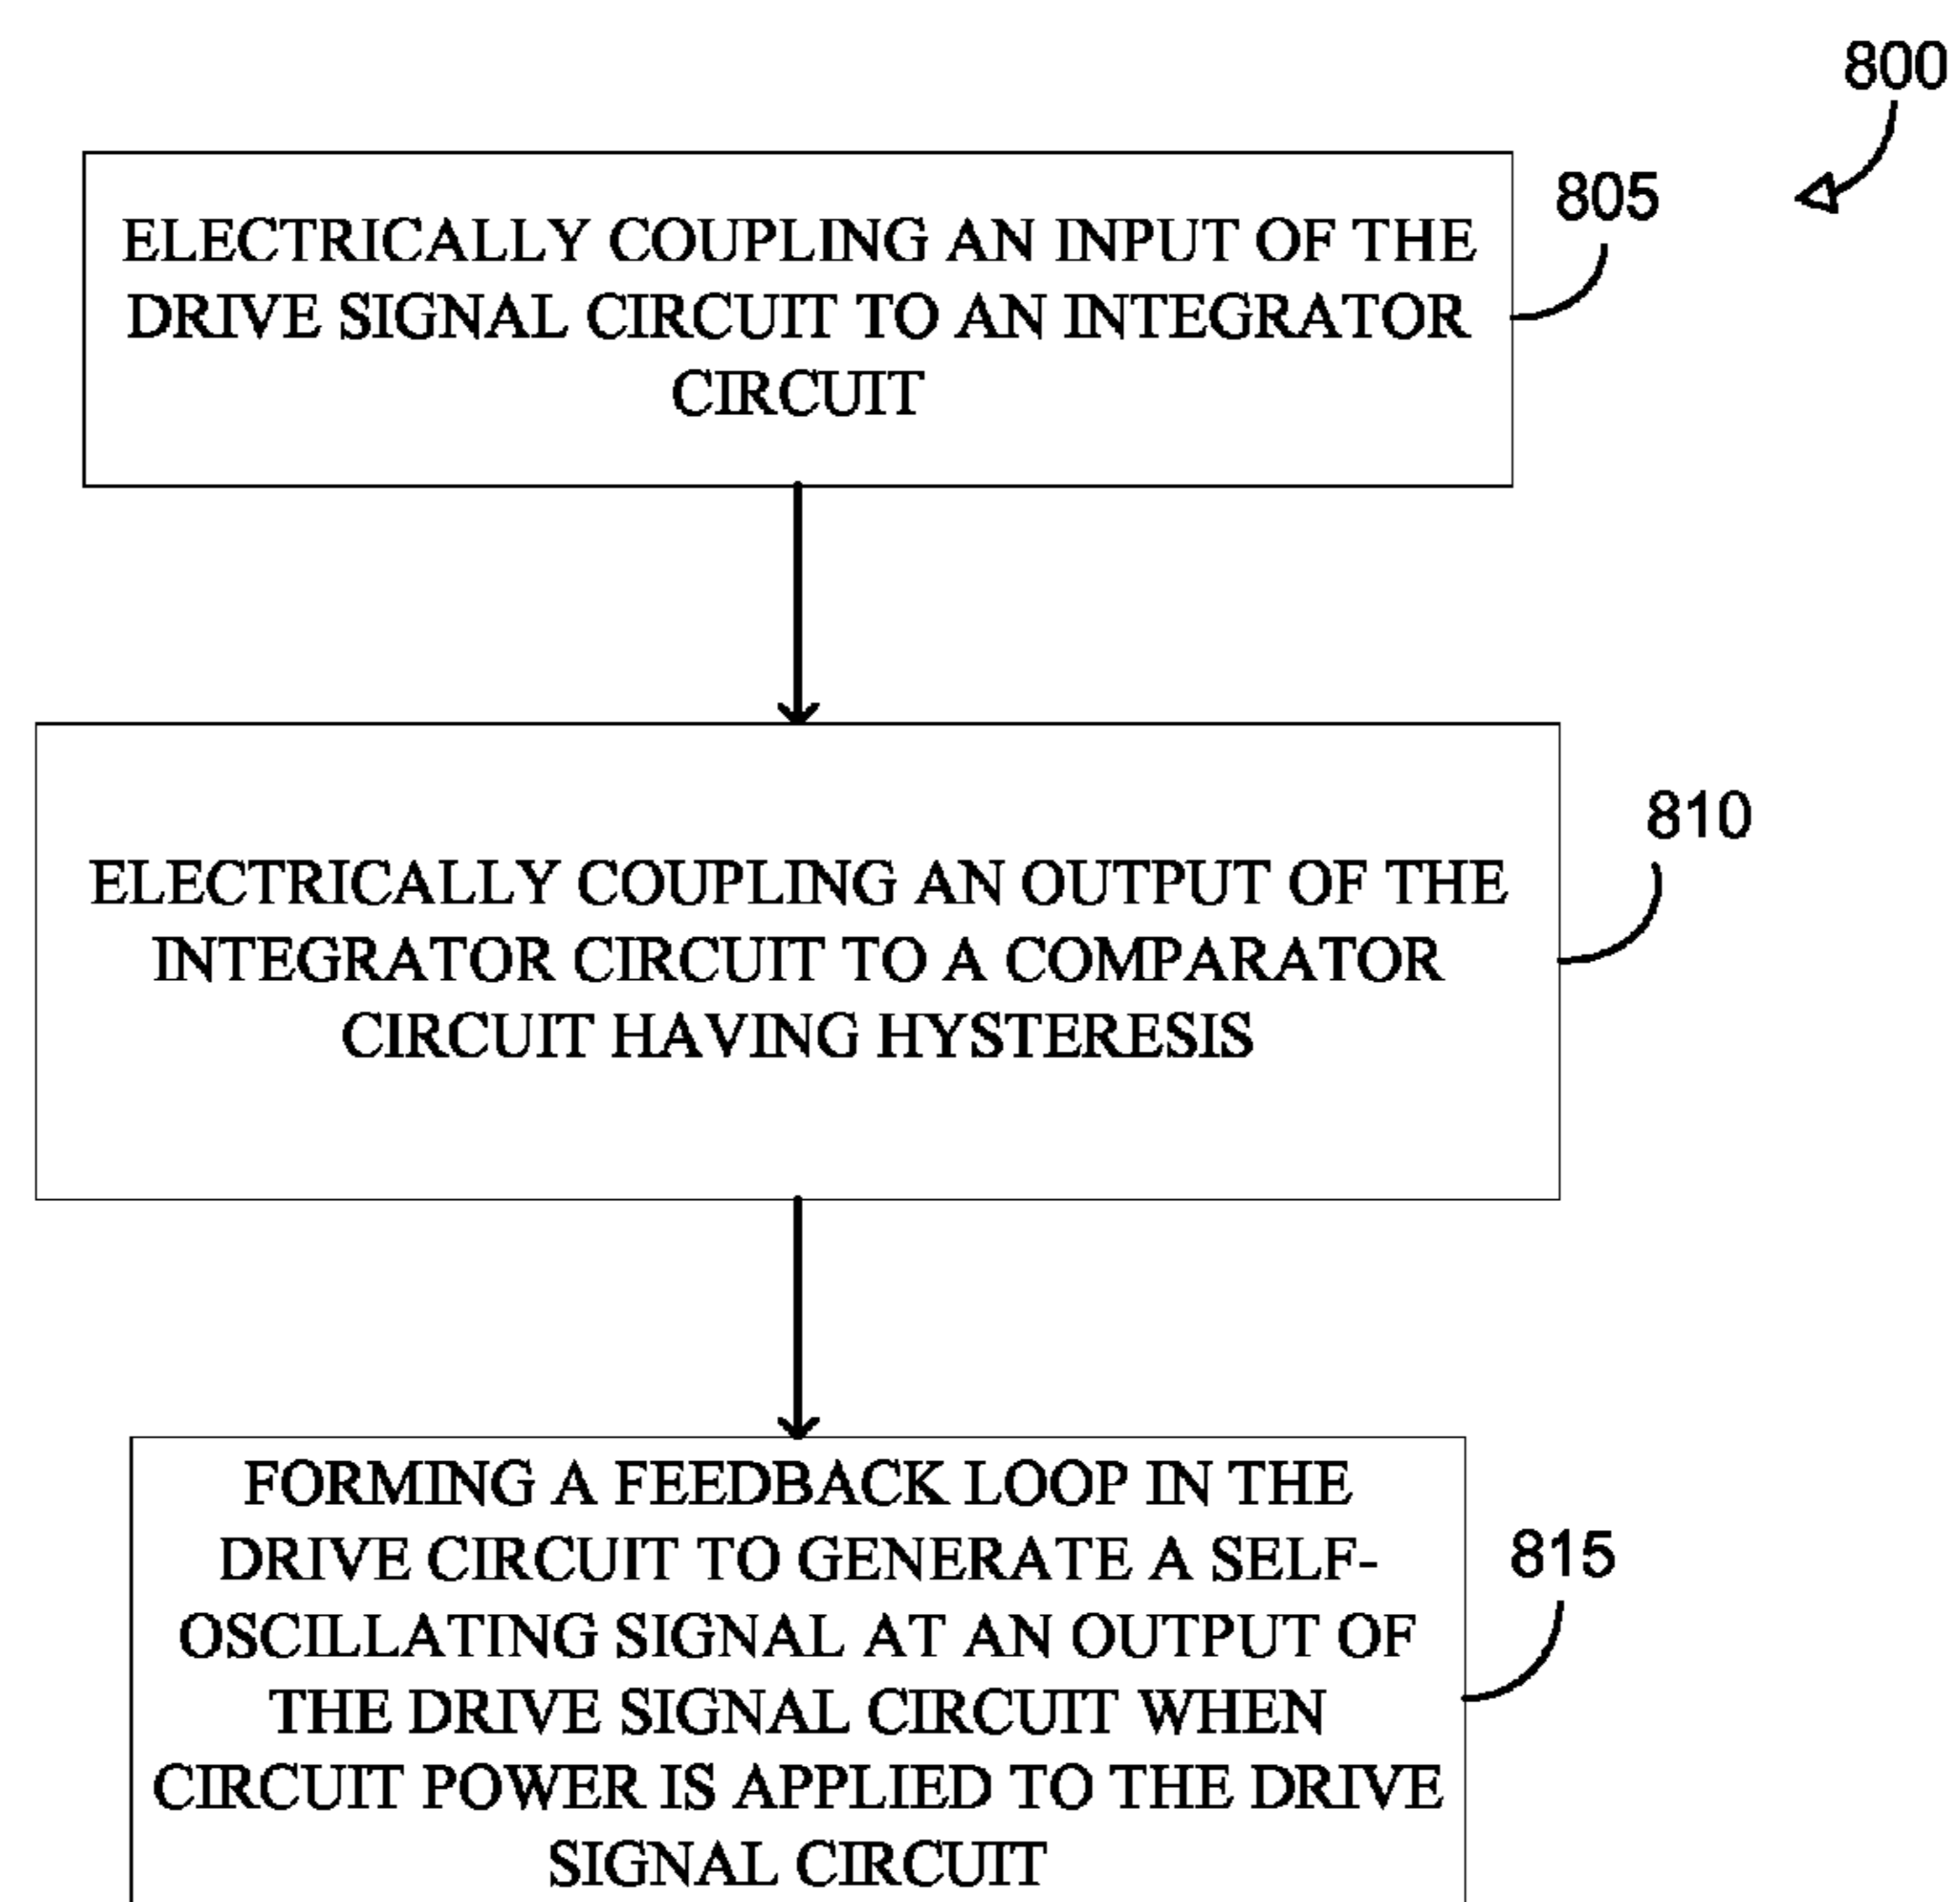 800
805
ELECTRICALLY COUPLING AN INPUT OF THE
DRIVE SIGNAL CIRCUIT TO AN INTEGRATOR
CIRCUIT
810
ELECTRICALLY COUPLING AN OUTPUT OF THE
INTEGRATOR CIRCUIT TO A COMPARATOR
CIRCUIT HAVING HYSTERESIS
FORMING A FEEDBACK LOOP IN THE
DRIVE CIRCUIT TO GENERATE A SELF-
OSCILLATING SIGNAL AT AN OUTPUT OF
THE DRIVE SIGNAL CIRCUIT WHEN
CIRCUIT POWER IS APPLIED TO THE DRIVE
SIGNAL CIRCUIT
815